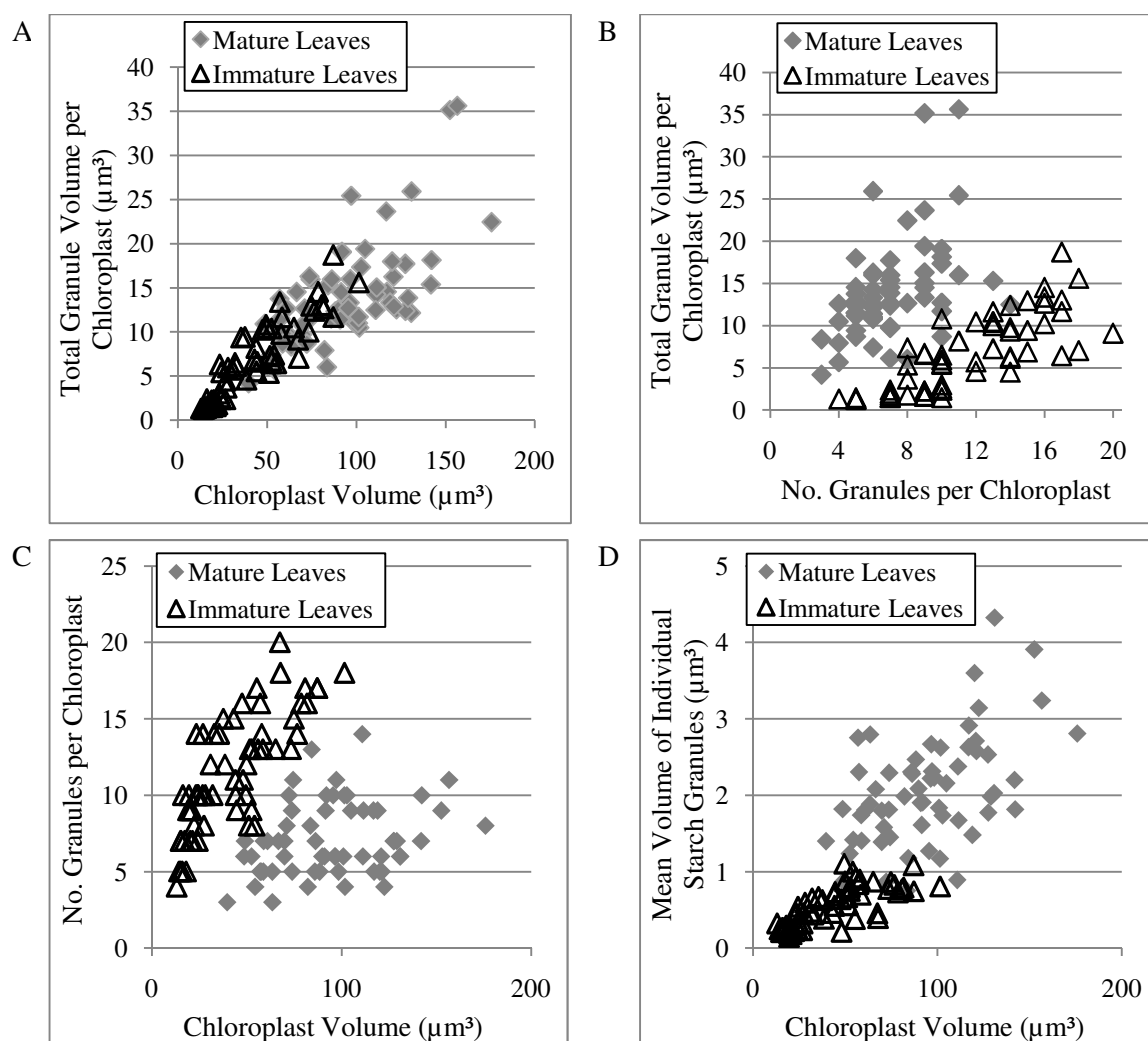 A
Mature Leaves
Immature Leaves
Total Granule Volume per
Chloroplast (µm³)
40
35
30
25
20
15
10
5
0
0 50 100 150 200
Chloroplast Volume (µm³)
B
Mature Leaves
Immature Leaves
Total Granule Volume per
Chloroplast (µm³)
40
35
30
25
20
15
10
5
0
0 4 8 12 16 20
No. Granules per Chloroplast
C
Mature Leaves
Immature Leaves
No. Granules per Chloroplast
25
20
15
10
5
0
0 100 200
Chloroplast Volume (µm³)
D
Mature Leaves
Immature Leaves
Mean Volume of Individual
Starch Granules (µm³)
5
4
3
2
1
0
0 100 200
Chloroplast Volume (µm³)